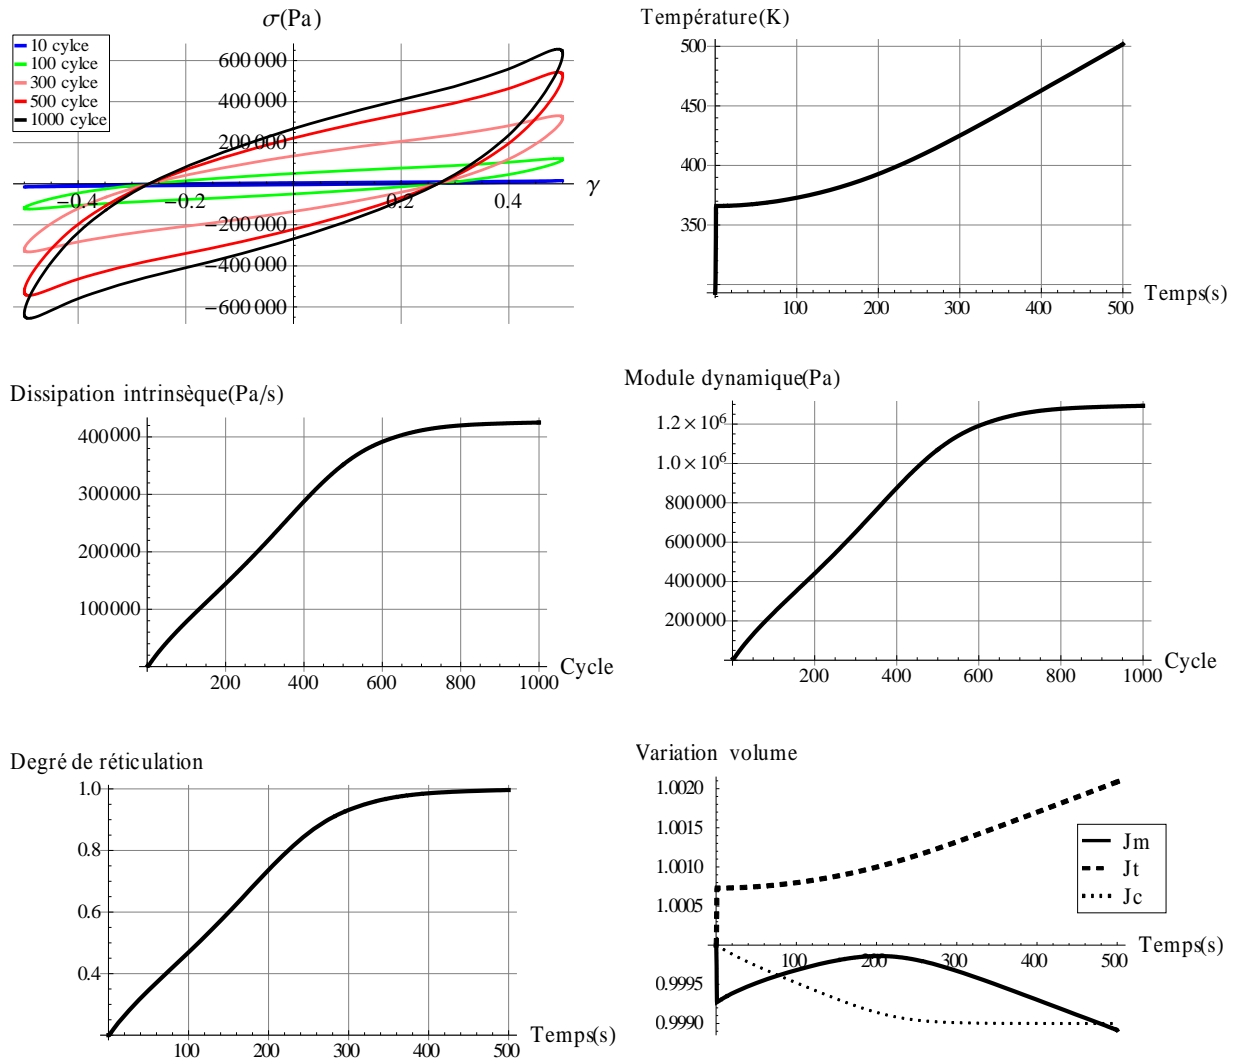 σ(Pa)
10 cylce
100 cylce
300 cylce
500 cylce
1000 cylce
600 000
400 000
200 000
−200 000
−400 000
−600 000
−0.4
−0.2
0.2
0.4
γ
Température(K)
500
450
400
350
100
200
300
400
500
Temps(s)
Dissipation intrinsèque(Pa/s)
400000
300000
200000
100000
200
400
600
800
1000
Cycle
Module dynamique(Pa)
1.2×10⁶
1.0×10⁶
800000
600000
400000
200000
200
400
600
800
1000
Cycle
Degré de réticulation
1.0
0.8
0.6
0.4
100
200
300
400
500
Temps(s)
Variation volume
1.0020
1.0015
1.0010
1.0005
0.9995
0.9990
100
200
300
400
500
Temps(s)
Jm
Jt
Jc